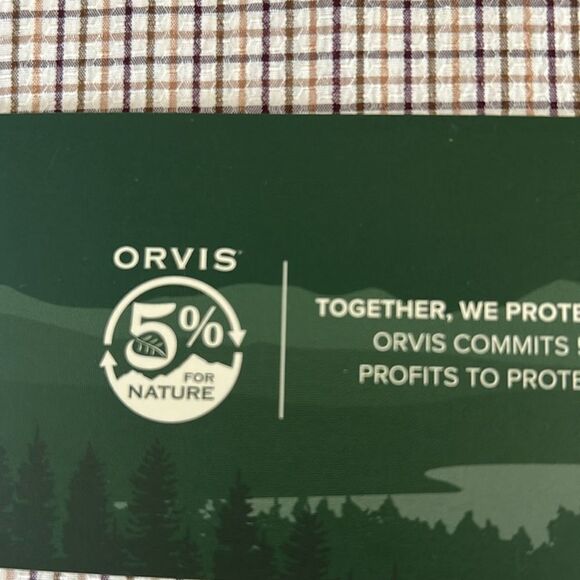 ORVIS
5%
FOR
NATURE
TOGETHER, WE PROTE
ORVIS COMMITS
PROFITS TO PROTE